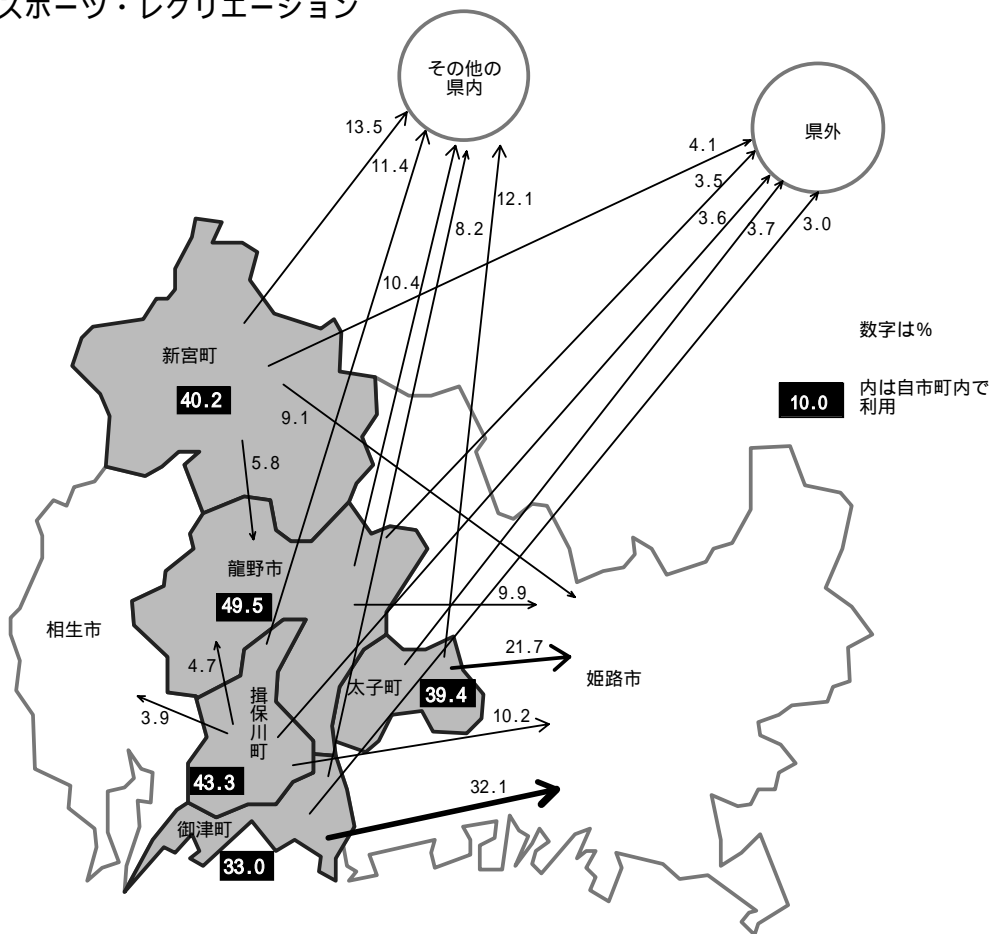 スポーツ・レクリエーション
その他の
県内
県外
13.5
11.4
12.1
8.2
10.4
4.1
3.5
3.6
3.7
3.0
数字は%
10.0
内は自市町内で
利用
新宮町
40.2
9.1
5.8
龍野市
49.5
9.9
相生市
4.7
3.9
揖保川町
43.3
太子町
39.4
21.7
姫路市
10.2
32.1
御津町
33.0